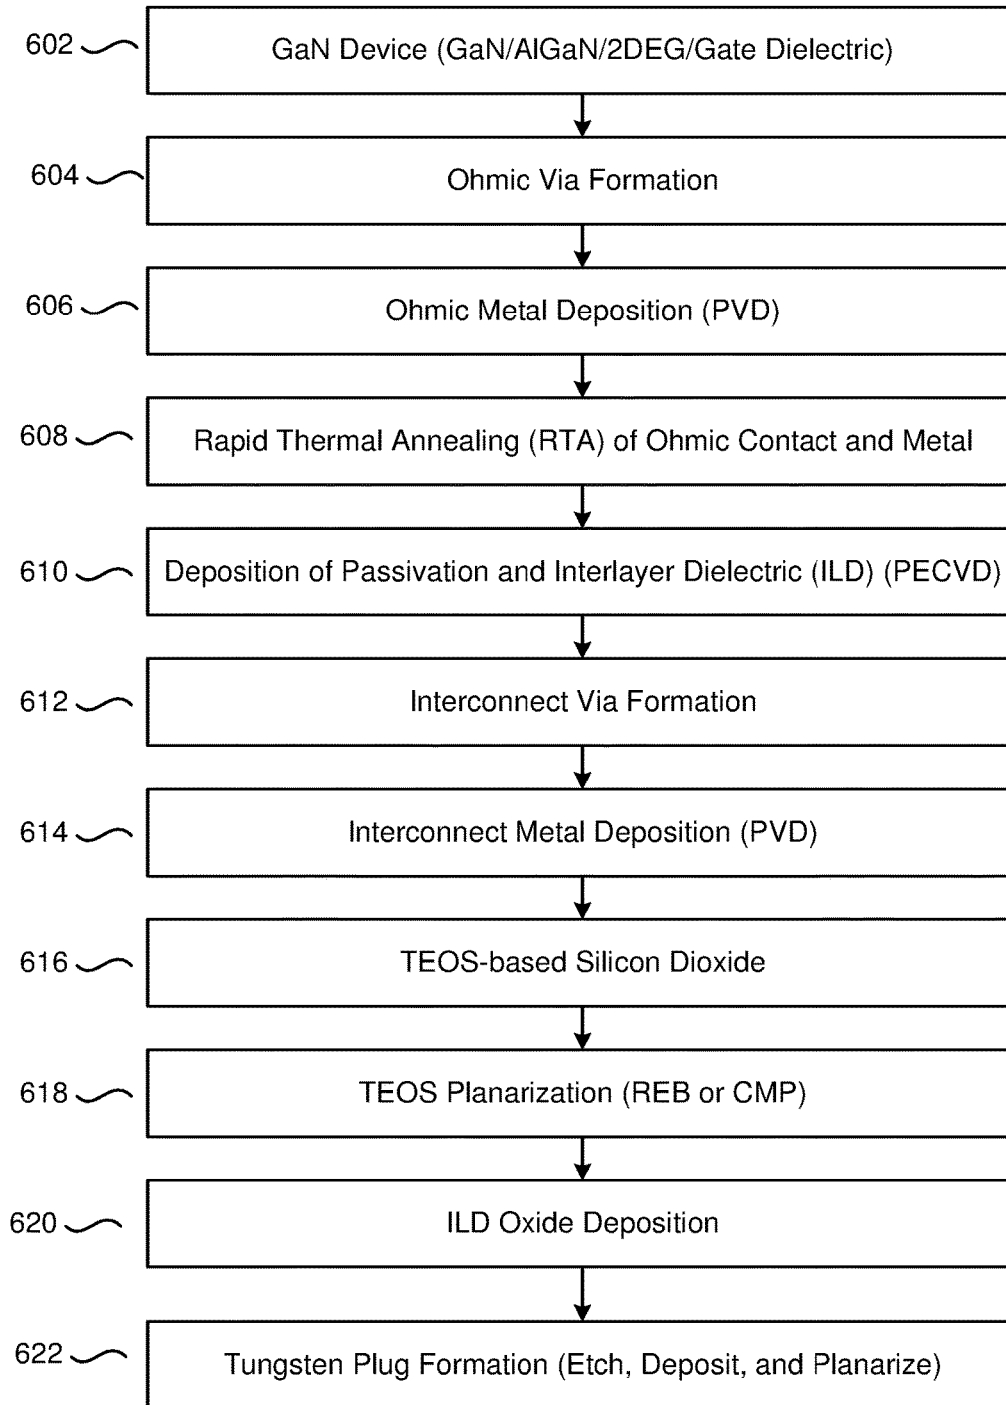 602 GaN Device (GaN/AlGaN/2DEG/Gate Dielectric)
604 Ohmic Via Formation
606 Ohmic Metal Deposition (PVD)
608 Rapid Thermal Annealing (RTA) of Ohmic Contact and Metal
610 Deposition of Passivation and Interlayer Dielectric (ILD) (PECVD)
612 Interconnect Via Formation
614 Interconnect Metal Deposition (PVD)
616 TEOS-based Silicon Dioxide
618 TEOS Planarization (REB or CMP)
620 ILD Oxide Deposition
622 Tungsten Plug Formation (Etch, Deposit, and Planarize)